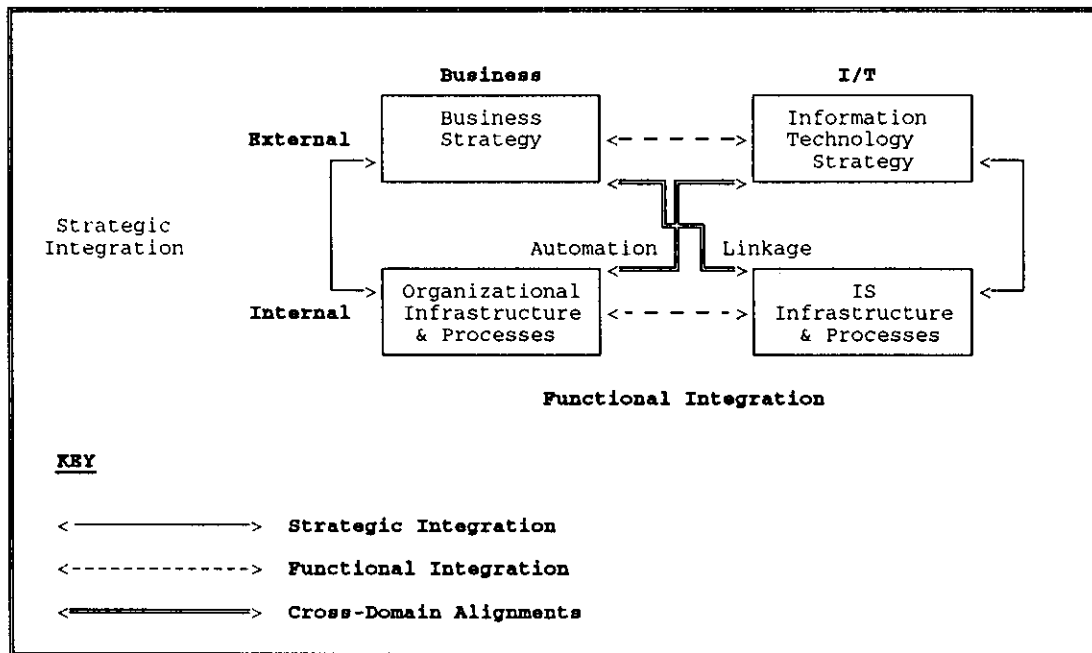 Business
I/T
Business
Strategy
Information
Technology
Strategy
External
Strategic
Integration
Automation
Linkage
Organizational
Infrastructure
& Processes
IS
Infrastructure
& Processes
Internal
Functional Integration
KEY
Strategic Integration
Functional Integration
Cross-Domain Alignments